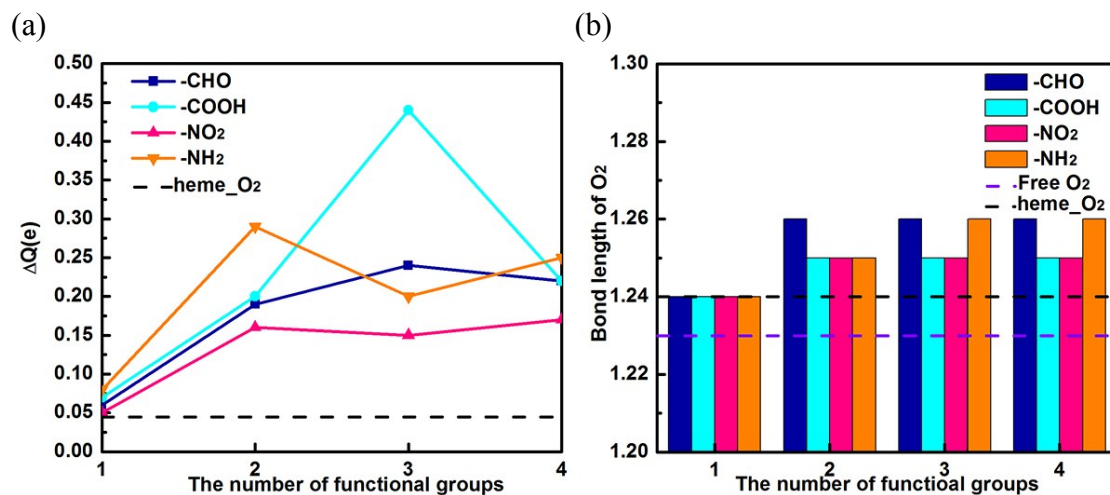 (a)
0.50
0.45
0.40
0.35
0.30
0.25
0.20
0.15
0.10
0.05
0.00
ΔQ(e)
-CHO
-COOH
-NO₂
-NH₂
heme_O₂
1 2 3 4
The number of functional groups
(b)
1.30
1.28
1.26
1.24
1.22
1.20
Bond length of O₂
-CHO
-COOH
-NO₂
-NH₂
Free O₂
heme_O₂
1 2 3 4
The number of functional groups